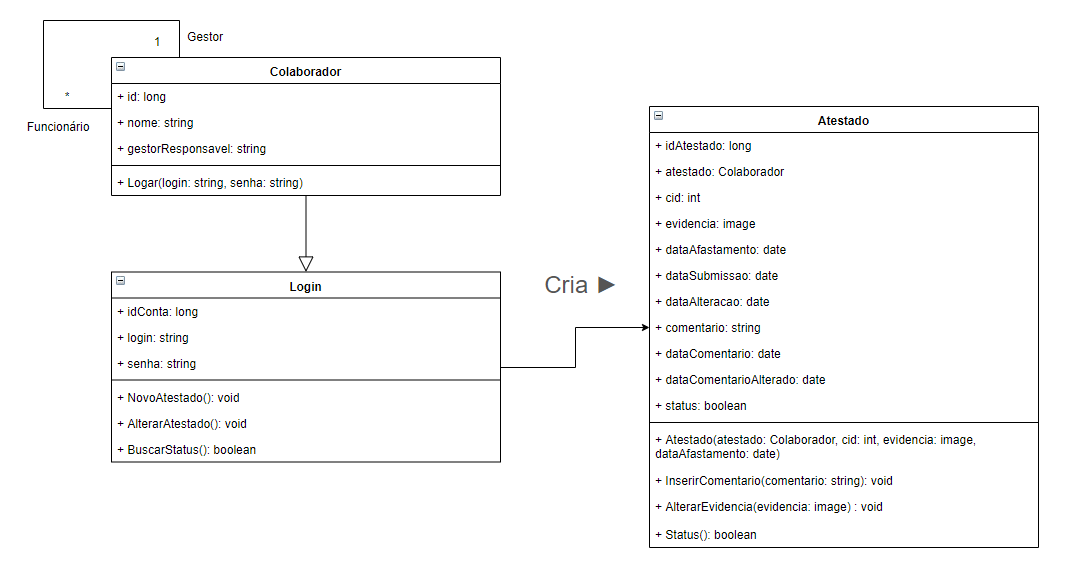 1
Gestor
*
Funcionário
Colaborador
+ id: long
+ nome: string
+ gestorResponsavel: string
+ Logar(login: string, senha: string)
Login
+ idConta: long
+ login: string
+ senha: string
+ NovoAtestado(): void
+ AlterarAtestado(): void
+ BuscarStatus(): boolean
Cria ►
Atestado
+ idAtestado: long
+ atestado: Colaborador
+ cid: int
+ evidencia: image
+ dataAfastamento: date
+ dataSubmissao: date
+ dataAlteracao: date
+ comentario: string
+ dataComentario: date
+ dataComentarioAlterado: date
+ status: boolean
+ Atestado(atestado: Colaborador, cid: int, evidencia: image,
dataAfastamento: date)
+ InserirComentario(comentario: string): void
+ AlterarEvidencia(evidencia: image) : void
+ Status(): boolean